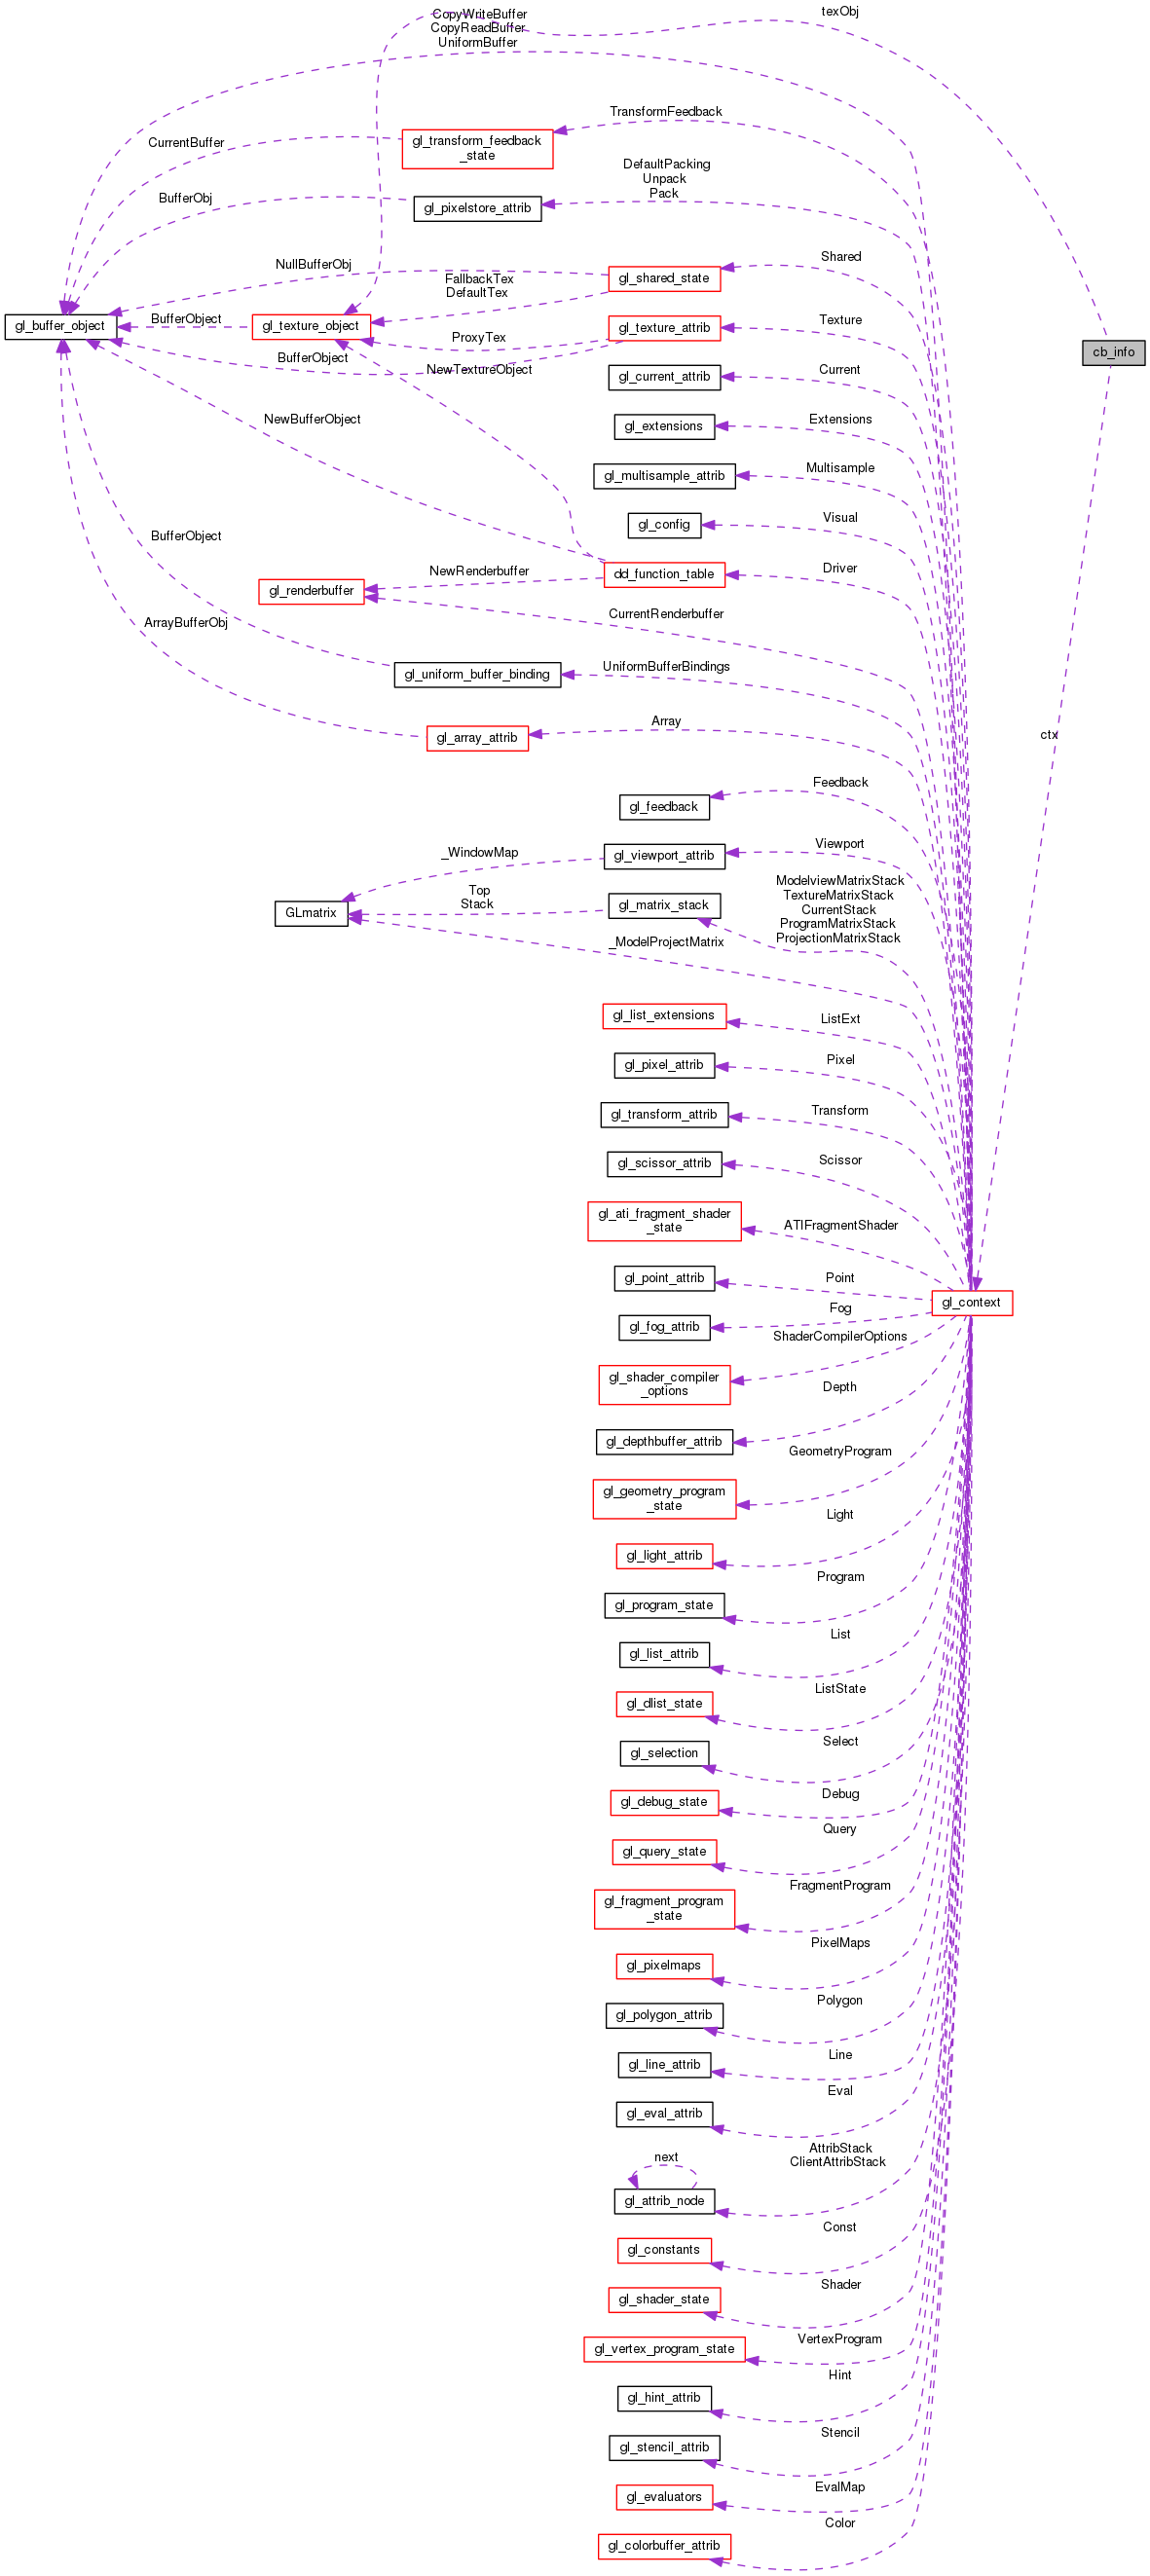 CopyWriteBuffer
CopyReadBuffer
UniformBuffer
texObj
TransformFeedback
CurrentBuffer
gl_transform_feedback
_state
DefaultPacking
Unpack
Pack
BufferObj
gl_pixelstore_attrib
Shared
NullBufferObj
gl_shared_state
FallbackTex
DefaultTex
BufferObject
gl_buffer_object
gl_texture_object
Texture
gl_texture_attrib
ProxyTex
cb_info
BufferObject
NewTextureObject
Current
gl_current_attrib
NewBufferObject
Extensions
gl_extensions
Multisample
gl_multisample_attrib
Visual
gl_config
BufferObject
Driver
dd_function_table
NewRenderbuffer
gl_renderbuffer
CurrentRenderbuffer
ArrayBufferObj
UniformBufferBindings
gl_uniform_buffer_binding
Array
gl_array_attrib
ctx
Feedback
gl_feedback
Viewport
gl_viewport_attrib
_WindowMap
GLmatrix
Top
Stack
gl_matrix_stack
ModelviewMatrixStack
TextureMatrixStack
CurrentStack
ProgramMatrixStack
ProjectionMatrixStack
_ModelProjectMatrix
ListExt
gl_list_extensions
Pixel
gl_pixel_attrib
Transform
gl_transform_attrib
Scissor
gl_scissor_attrib
ATIFragmentShader
gl_ati_fragment_shader
_state
Point
gl_point_attrib
gl_context
Fog
gl_fog_attrib
ShaderCompilerOptions
gl_shader_compiler
_options
Depth
gl_depthbuffer_attrib
GeometryProgram
gl_geometry_program
_state
Light
gl_light_attrib
Program
gl_program_state
List
gl_list_attrib
ListState
gl_dlist_state
Select
gl_selection
Debug
gl_debug_state
Query
gl_query_state
FragmentProgram
gl_fragment_program
_state
PixelMaps
gl_pixelmaps
Polygon
gl_polygon_attrib
Line
gl_line_attrib
Eval
gl_eval_attrib
AttribStack
ClientAttribStack
next
gl_attrib_node
Const
gl_constants
Shader
gl_shader_state
VertexProgram
gl_vertex_program_state
Hint
gl_hint_attrib
Stencil
gl_stencil_attrib
EvalMap
gl_evaluators
Color
gl_colorbuffer_attrib